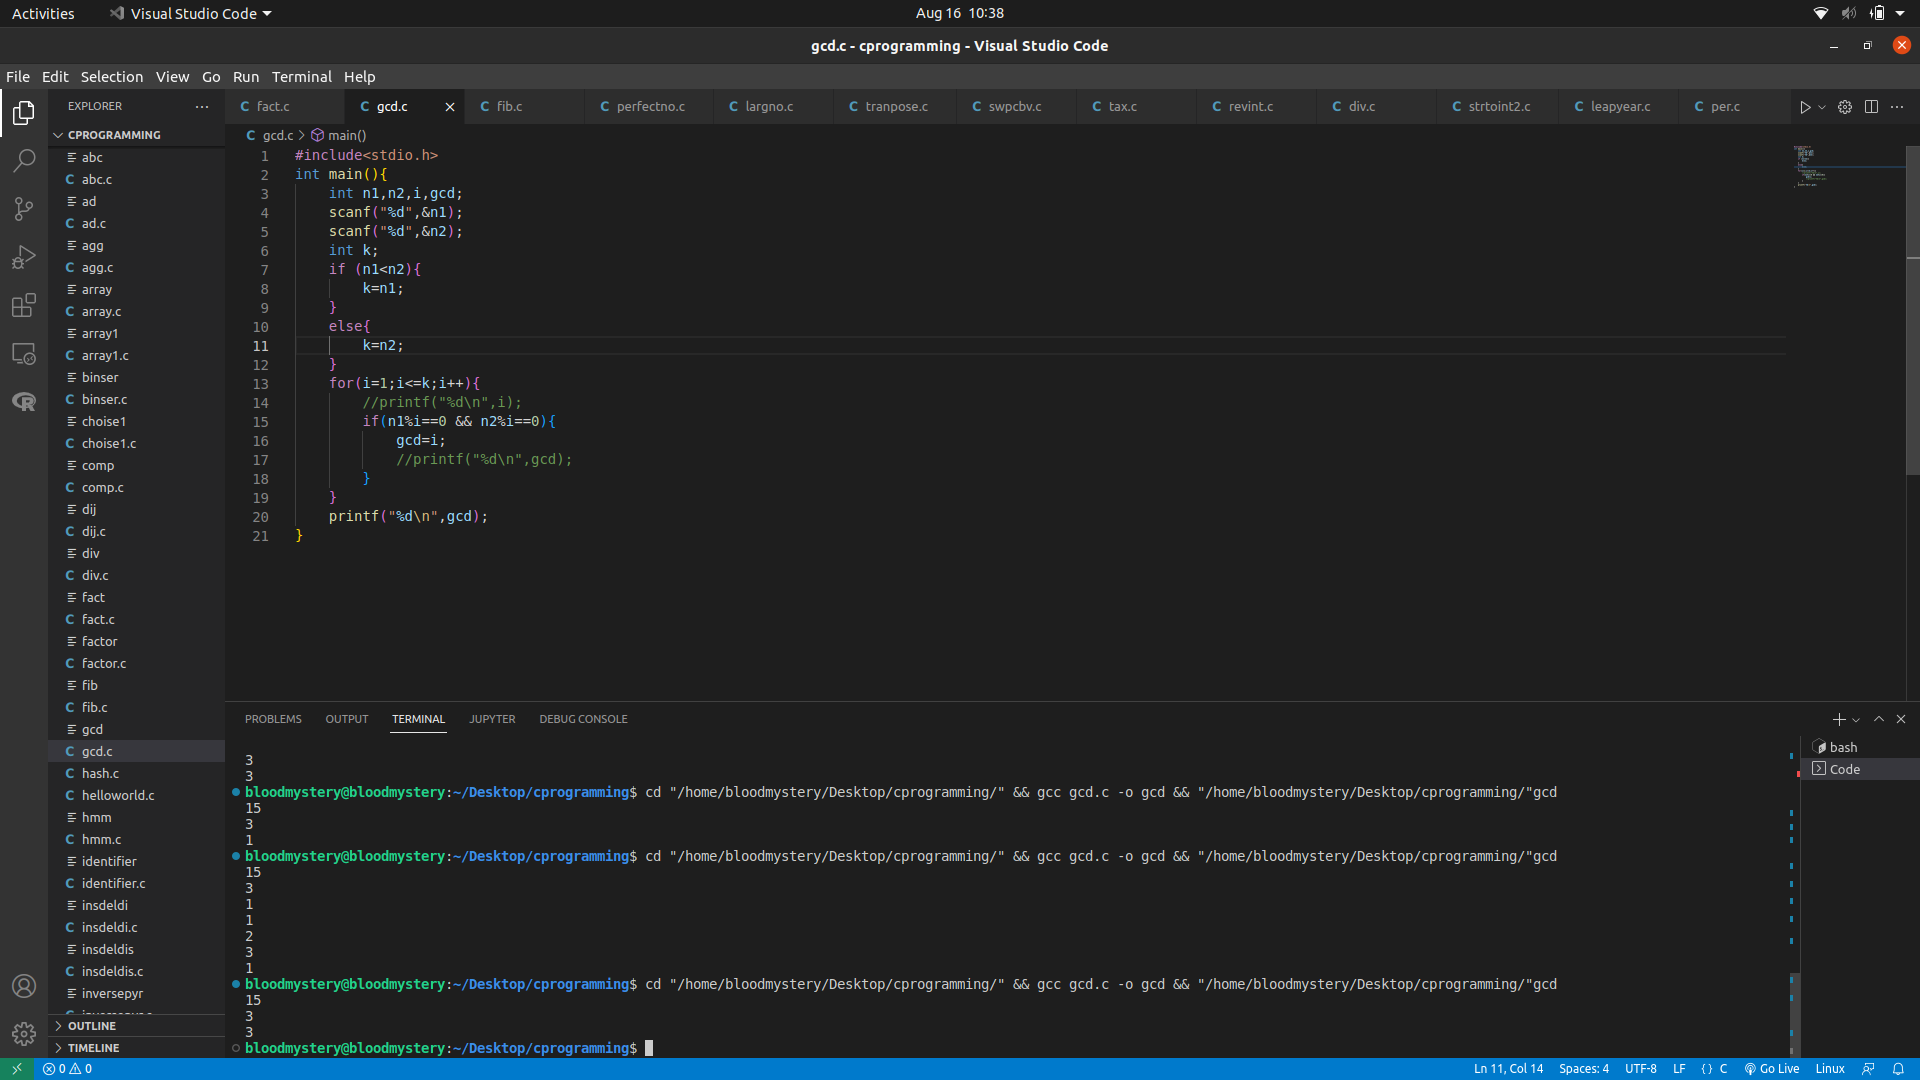 Activities
Visual Studio Code
Aug 16 10:38
gcd.c - cprogramming - Visual Studio Code
File Edit Selection View Go Run Terminal Help
EXPLORER
fact.c gcd.c fib.c perfectno.c largno.c tranpose.c swpcbv.c tax.c revint.c div.c strtoint2.c leapyear.c per.c
CPROGRAMMING
abc
abc.c
ad
ad.c
agg
agg.c
array
array.c
array1
array1.c
binser
binser.c
choise1
choise1.c
comp
comp.c
dij
dij.c
div
div.c
fact
fact.c
factor
factor.c
fib
fib.c
gcd
gcd.c
hash.c
helloworld.c
hmm
hmm.c
identifier
identifier.c
insdeldi
insdeldi.c
insdeldis
insdeldis.c
inversepyr
OUTLINE
TIMELINE
gcd.c > main()
1 #include<stdio.h>
2 int main(){
3 int n1,n2,i,gcd;
4 scanf("%d",&n1);
5 scanf("%d",&n2);
6 int k;
7 if (n1<n2){
8 k=n1;
9 }
10 else{
11 k=n2;
12 }
13 for(i=1;i<=k;i++){
14 //printf("%d\n",i);
15 if(n1%i==0 && n2%i==0){
16 gcd=i;
17 //printf("%d\n",gcd);
18 }
19 }
20 printf("%d\n",gcd);
21 }
PROBLEMS OUTPUT TERMINAL JUPYTER DEBUG CONSOLE
3
3
bloodmystery@bloodmystery:~/Desktop/cprogramming$ cd "/home/bloodmystery/Desktop/cprogramming/" && gcc gcd.c -o gcd && "/home/bloodmystery/Desktop/cprogramming/"gcd
15
3
1
bloodmystery@bloodmystery:~/Desktop/cprogramming$ cd "/home/bloodmystery/Desktop/cprogramming/" && gcc gcd.c -o gcd && "/home/bloodmystery/Desktop/cprogramming/"gcd
15
3
1
1
2
3
1
bloodmystery@bloodmystery:~/Desktop/cprogramming$ cd "/home/bloodmystery/Desktop/cprogramming/" && gcc gcd.c -o gcd && "/home/bloodmystery/Desktop/cprogramming/"gcd
15
3
3
bloodmystery@bloodmystery:~/Desktop/cprogramming$
bash
Code
0 0
Ln 11, Col 14 Spaces: 4 UTF-8 LF {} C Go Live Linux